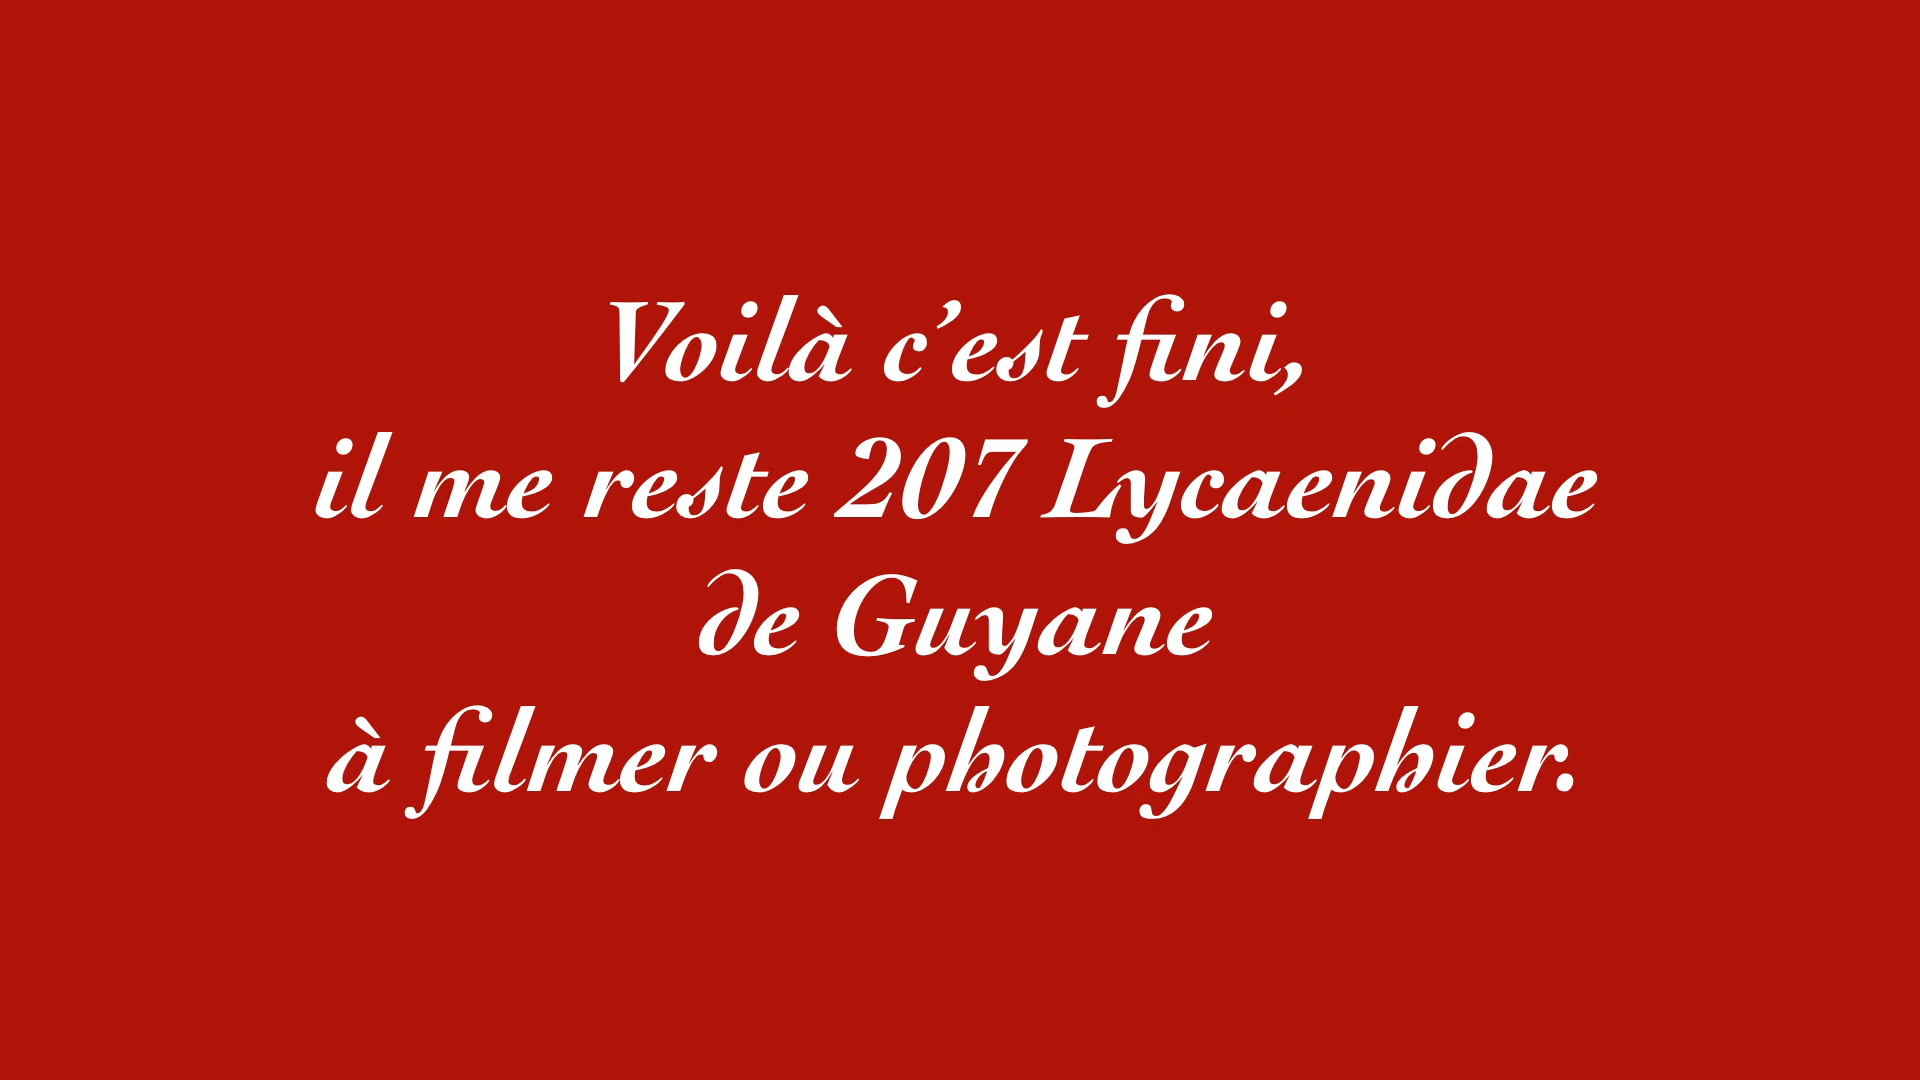 Voilà c’est fini,
il me reste 207 Lycaenidae
de Guyane
à filmer ou photographier.